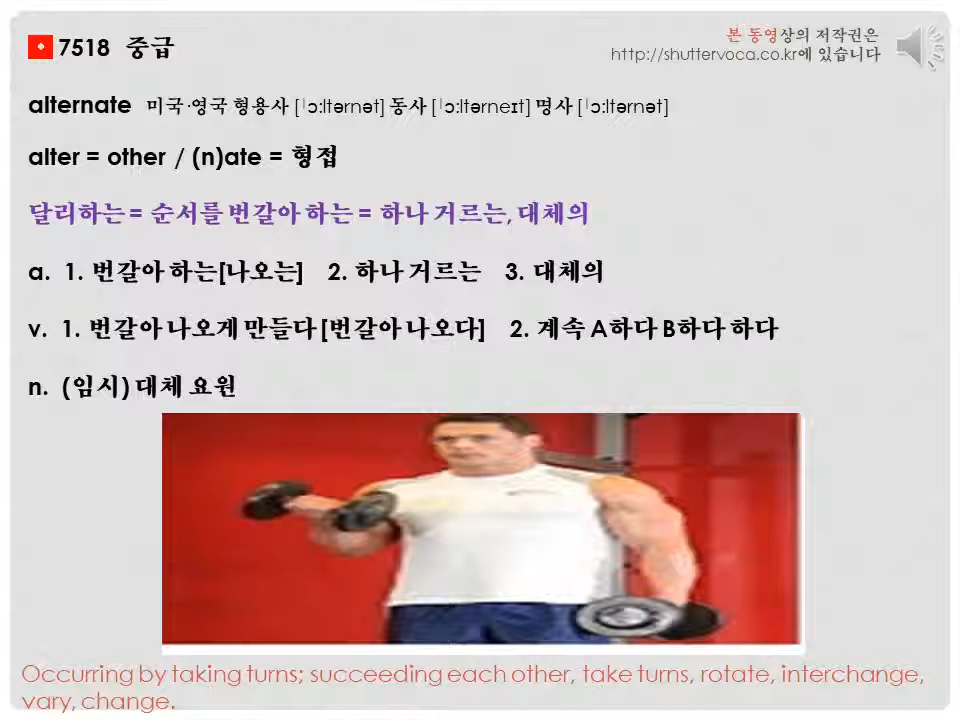 7518 중급
본 동영상의 저작권은
http://shuttervoca.co.kr에 있습니다
alternate 미국·영국 형용사 [|ɔ:ltərnət] 동사 [|ɔ:ltərneɪt] 명사 [|ɔ:ltərnət]
alter = other / (n)ate = 형접
달리하는 = 순서를 번갈아 하는 = 하나 거르는, 대체의
a. 1. 번갈아 하는[나오는] 2. 하나 거르는 3. 대체의
v. 1. 번갈아 나오게 만들다 [번갈아 나오다] 2. 계속 A하다 B하다 하다
n. (임시) 대체 요원
Occurring by taking turns; succeeding each other, take turns, rotate, interchange,
vary, change.